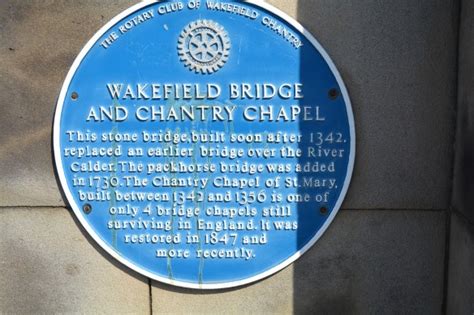 THE ROTARY CLUB OF WAKEFIELD CHANTRY
WAKEFIELD BRIDGE
AND CHANTRY CHAPEL
This stone bridge, built soon after 1342,
replaced an earlier bridge over the River
Calder. The packhorse bridge was added
in 1730. The Chantry Chapel of St. Mary,
built between 1342 and 1356 is one of
only 4 bridge chapels still
surviving in England. It was
restored in 1847 and
more recently.